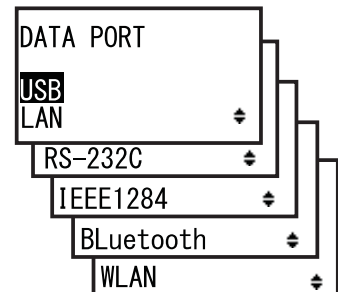 DATA PORT
USB
LAN
RS-232C
IEEE1284
BLuetooth
WLAN